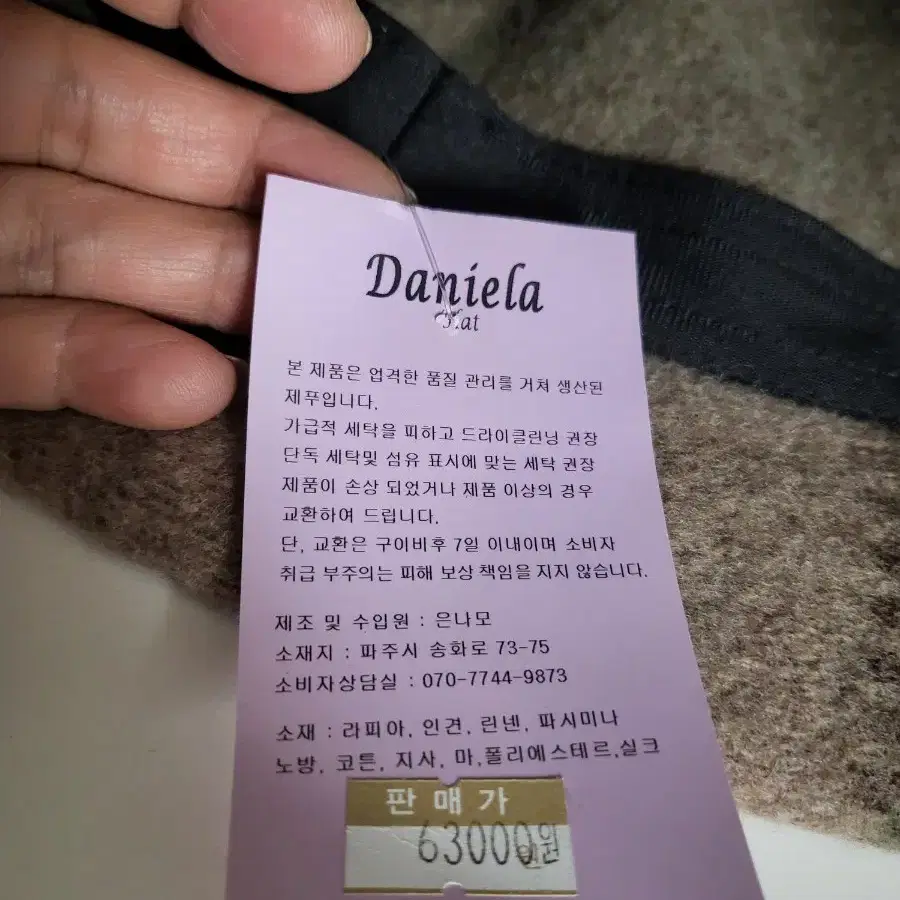 Daniela
Hat
본 제품은 업격한 품질 관리를 거쳐 생산된
제푸입니다.
가급적 세탁을 피하고 드라이클린닝 권장
단독 세탁및 섬유 표시에 맞는 세탁 권장
제품이 손상 되었거나 제품 이상의 경우
교환하여 드립니다.
단, 교환은 구이비후 7일 이내이며 소비자
취급 부주의는 피해 보상 책임을 지지 않습니다.
제조 및 수입원 : 은나모
소재지 : 파주시 송화로 73-75
소비자상담실 : 070-7744-9873
소재 : 라피아, 인견, 린넨, 파시미나
노방, 코튼, 지사, 마,폴리에스테르,실크
판매가
63000원